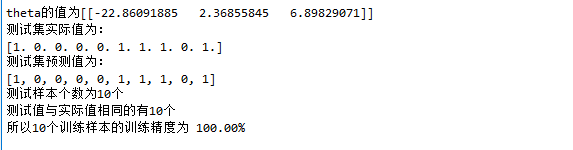 theta的值为[[-22.86091885   2.36855845   6.89829071]]
测试集实际值为：
[1. 0. 0. 0. 0. 1. 1. 1. 0. 1.]
测试集预测值为：
[1, 0, 0, 0, 0, 1, 1, 1, 0, 1]
测试样本个数为10个
测试值与实际值相同的有10个
所以10个训练样本的训练精度为 100.00%